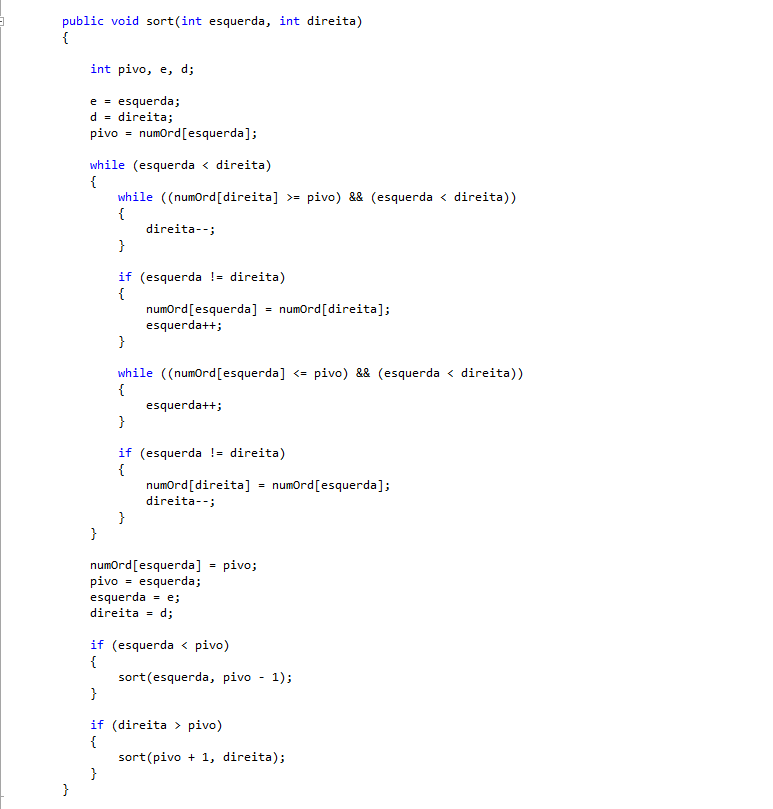 public void sort(int esquerda, int direita)
{
int pivo, e, d;
e = esquerda;
d = direita;
pivo = numOrd[esquerda];
while (esquerda < direita)
{
while ((numOrd[direita] >= pivo) && (esquerda < direita))
{
direita--;
}
if (esquerda != direita)
{
numOrd[esquerda] = numOrd[direita];
esquerda++;
}
while ((numOrd[esquerda] <= pivo) && (esquerda < direita))
{
esquerda++;
}
if (esquerda != direita)
{
numOrd[direita] = numOrd[esquerda];
direita--;
}
}
numOrd[esquerda] = pivo;
pivo = esquerda;
esquerda = e;
direita = d;
if (esquerda < pivo)
{
sort(esquerda, pivo - 1);
}
if (direita > pivo)
{
sort(pivo + 1, direita);
}
}